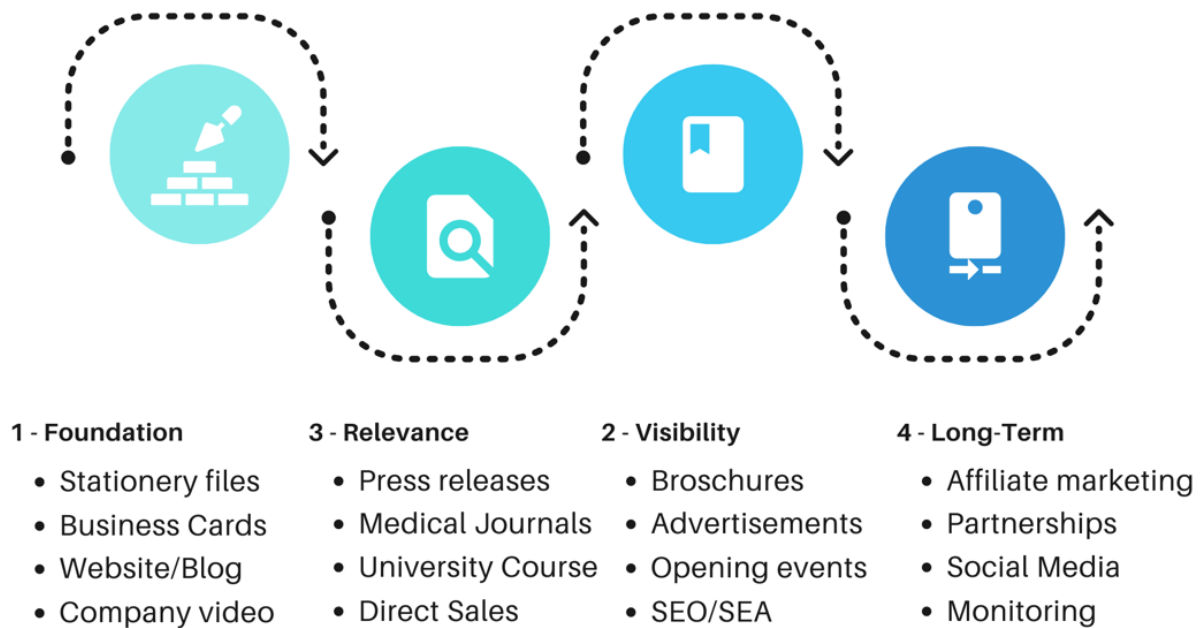 1 - Foundation
• Stationery files
• Business Cards
• Website/Blog
• Company video
3 - Relevance
• Press releases
• Medical Journals
• University Course
• Direct Sales
2 - Visibility
• Broschures
• Advertisements
• Opening events
• SEO/SEA
4 - Long-Term
• Affiliate marketing
• Partnerships
• Social Media
• Monitoring